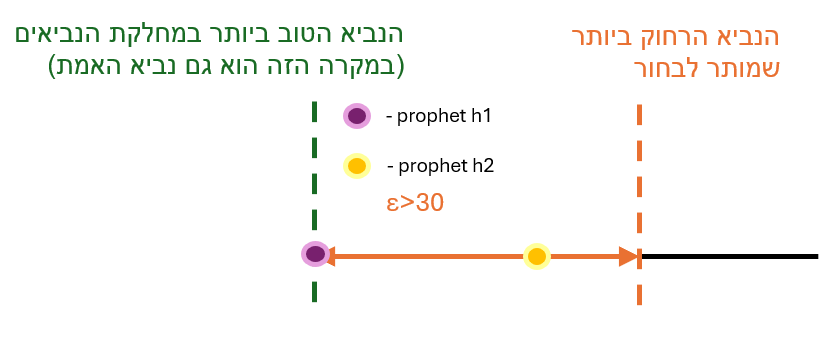 הנביא הטוב ביותר במחלקת הנביאים
(במקרה הזה הוא גם נביא האמת)
הנביא הרחוק ביותר
שמותר לבחור
- prophet h1
- prophet h2
ε>30